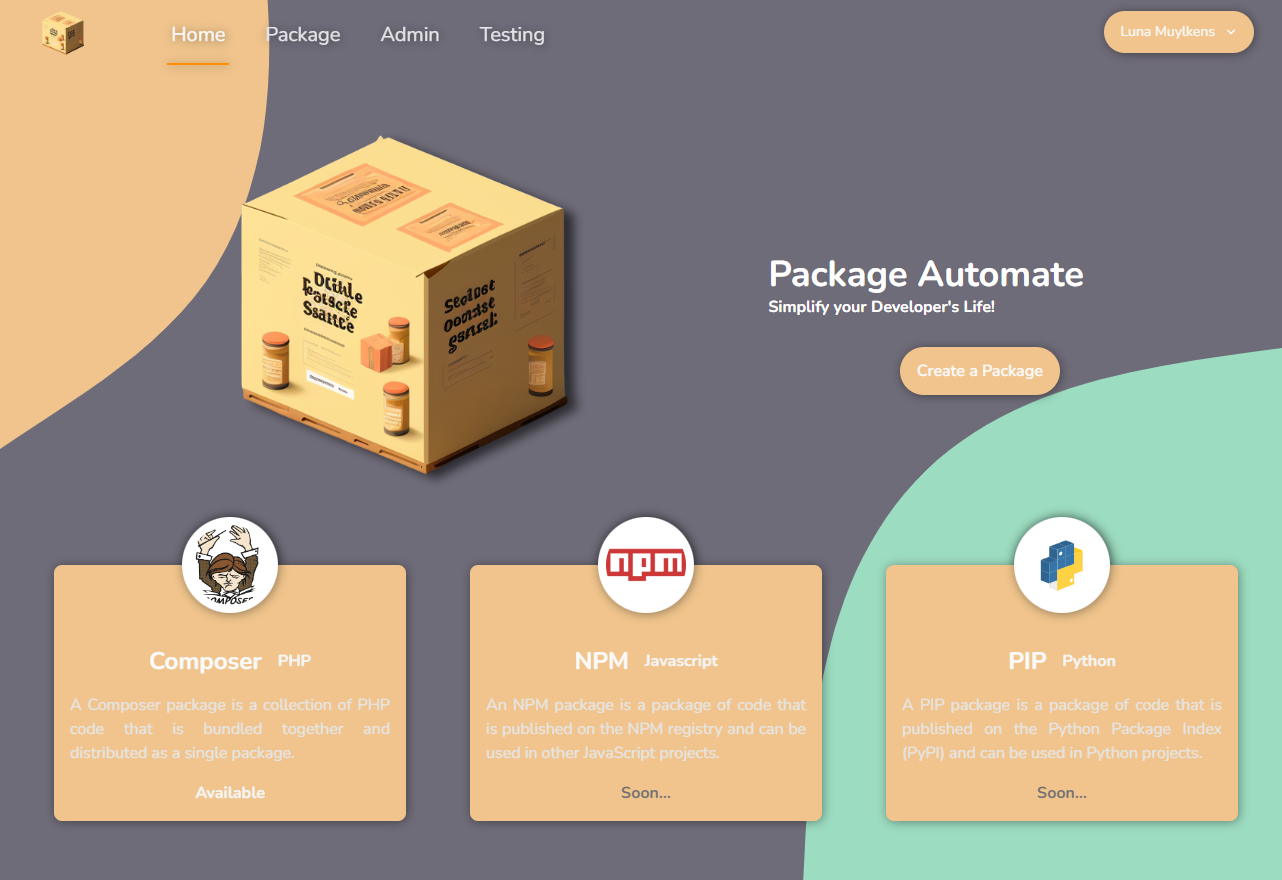 Home
Package
Admin
Testing
Luna Muylkens
Package Automate
Simplify your Developer's Life!
Create a Package
npm
Composer PHP
A Composer package is a collection of PHP
code that is bundled together and
distributed as a single package.
Available
NPM Javascript
An NPM package is a package of code that
is published on the NPM registry and can be
used in other JavaScript projects.
Soon...
PIP Python
A PIP package is a package of code that is
published on the Python Package Index
(PyPI) and can be used in Python projects.
Soon...